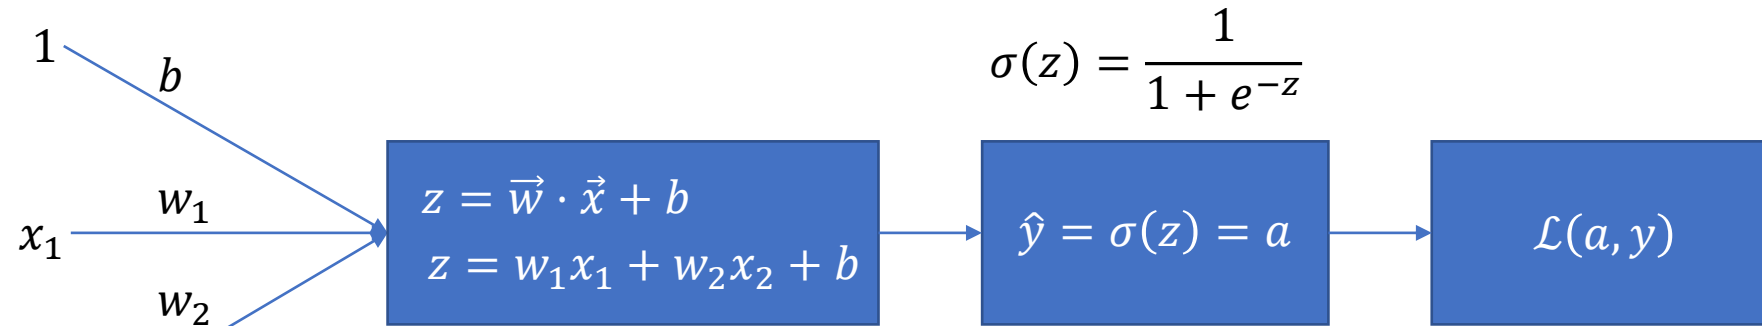 1
b
σ(z) = 1 / (1 + e^{−z})
w₁
x₁
w₂
z = w⃗ · x⃗ + b
z = w₁x₁ + w₂x₂ + b
ŷ = σ(z) = a
ℒ(a, y)